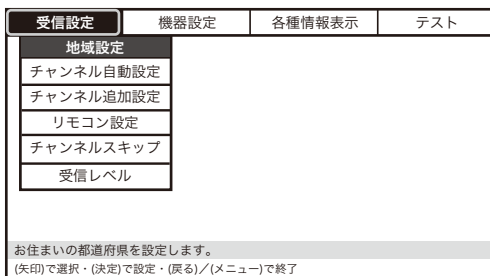 受信設定 機器設定 各種情報表示 テスト
地域設定
チャンネル自動設定
チャンネル追加設定
リモコン設定
チャンネルスキップ
受信レベル
お住まいの都道府県を設定します。
(矢印)で選択・(決定)で設定・(戻る)／(メニュー)で終了